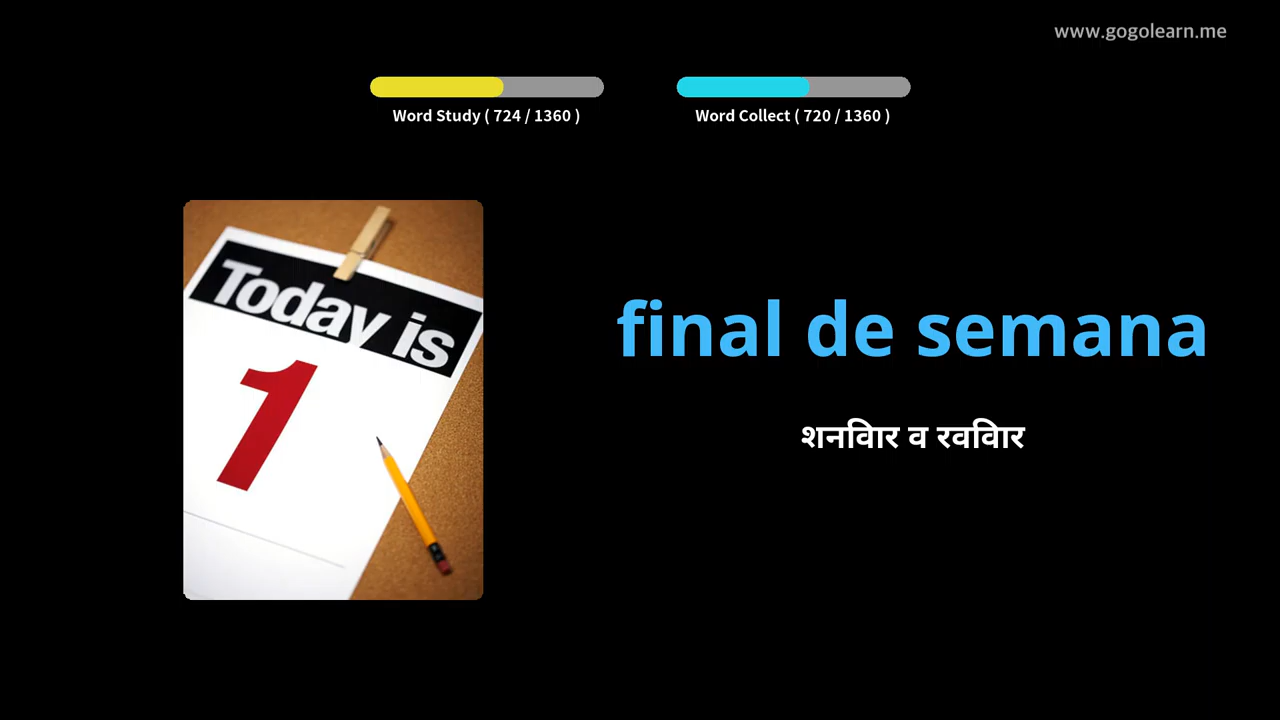 www.gogolearn.me
Word Study ( 724 / 1360 )
Word Collect ( 720 / 1360 )
Today is
1
final de semana
शनिवार व रविवार